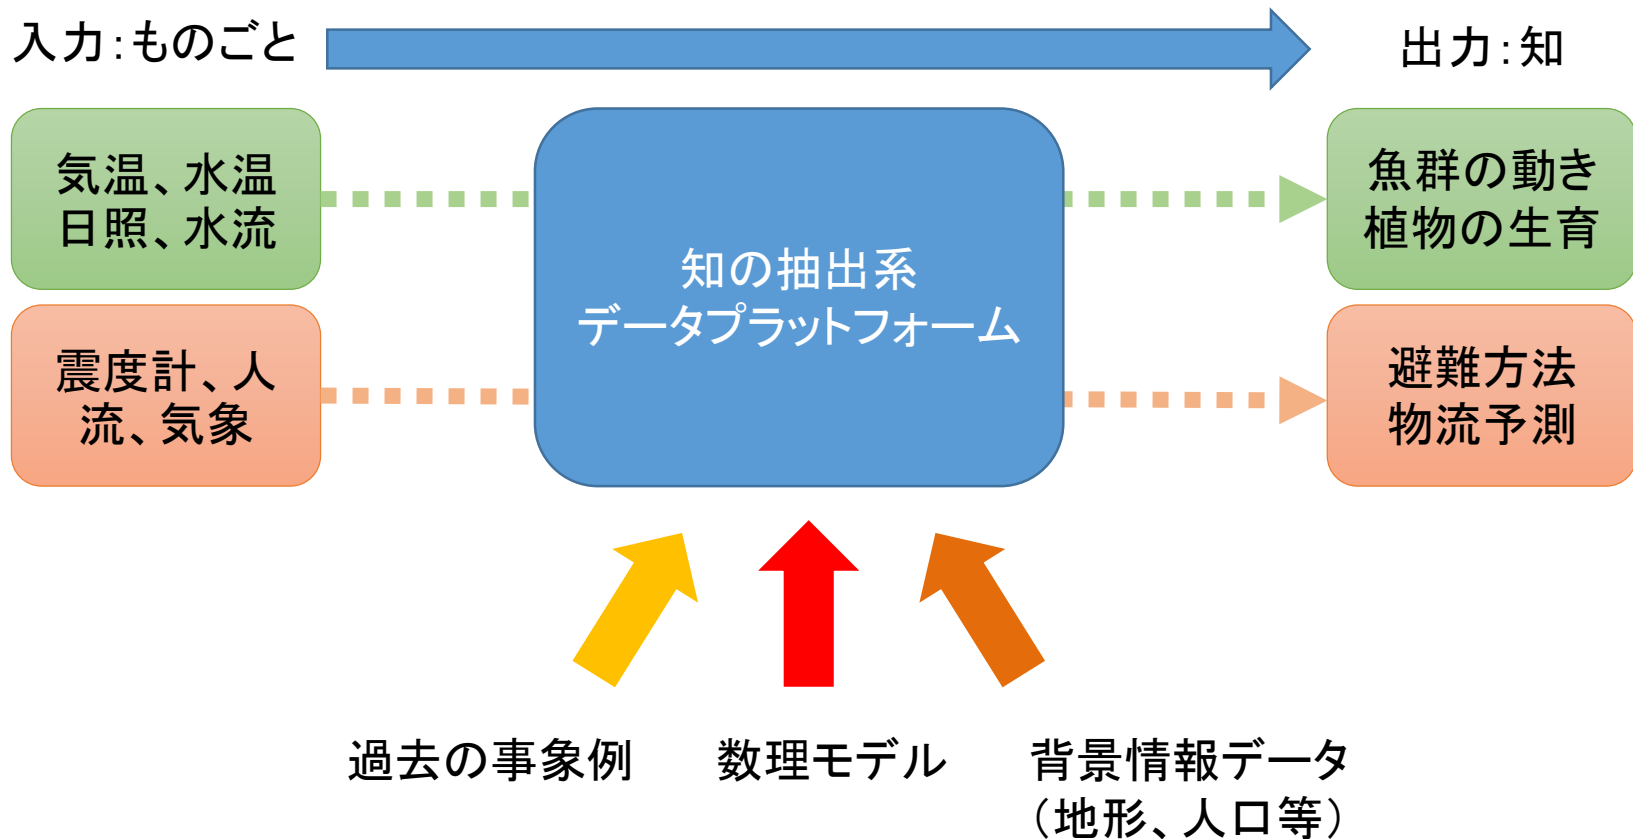 入力：ものごと
出力：知
気温、水温
日照、水流
知の抽出系
データプラットフォーム
魚群の動き
植物の生育
震度計、人
流、気象
避難方法
物流予測
過去の事象例
数理モデル
背景情報データ
（地形、人口等）